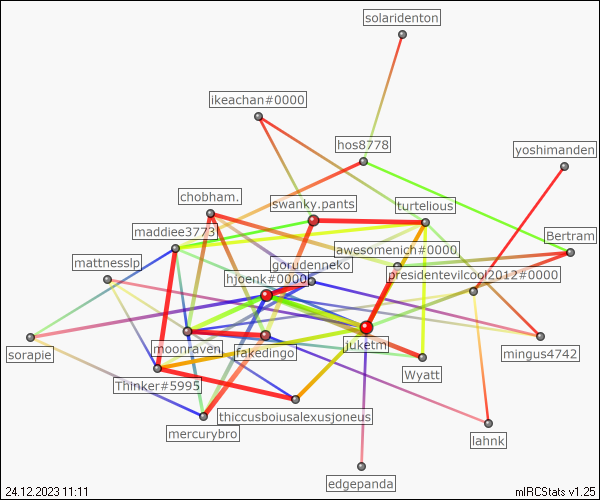 solaridenton
ikeachan#0000
hos8778
yoshimanden
chobham.
swanky.pants
turtelious
maddiee3773
awesomenich#0000
Bertram
mattnesslp
gorudenneko
presidentevilcool2012#0000
hjoenk#0000
sorapie
moonraven,
fakedingo
juketm
mingus4742
Wyatt
Thinker#5995
thiccusboiusalexusjoneus
mercurybro
lahnk
edgepanda
24.12.2023 11:11
mIRCStats v1.25